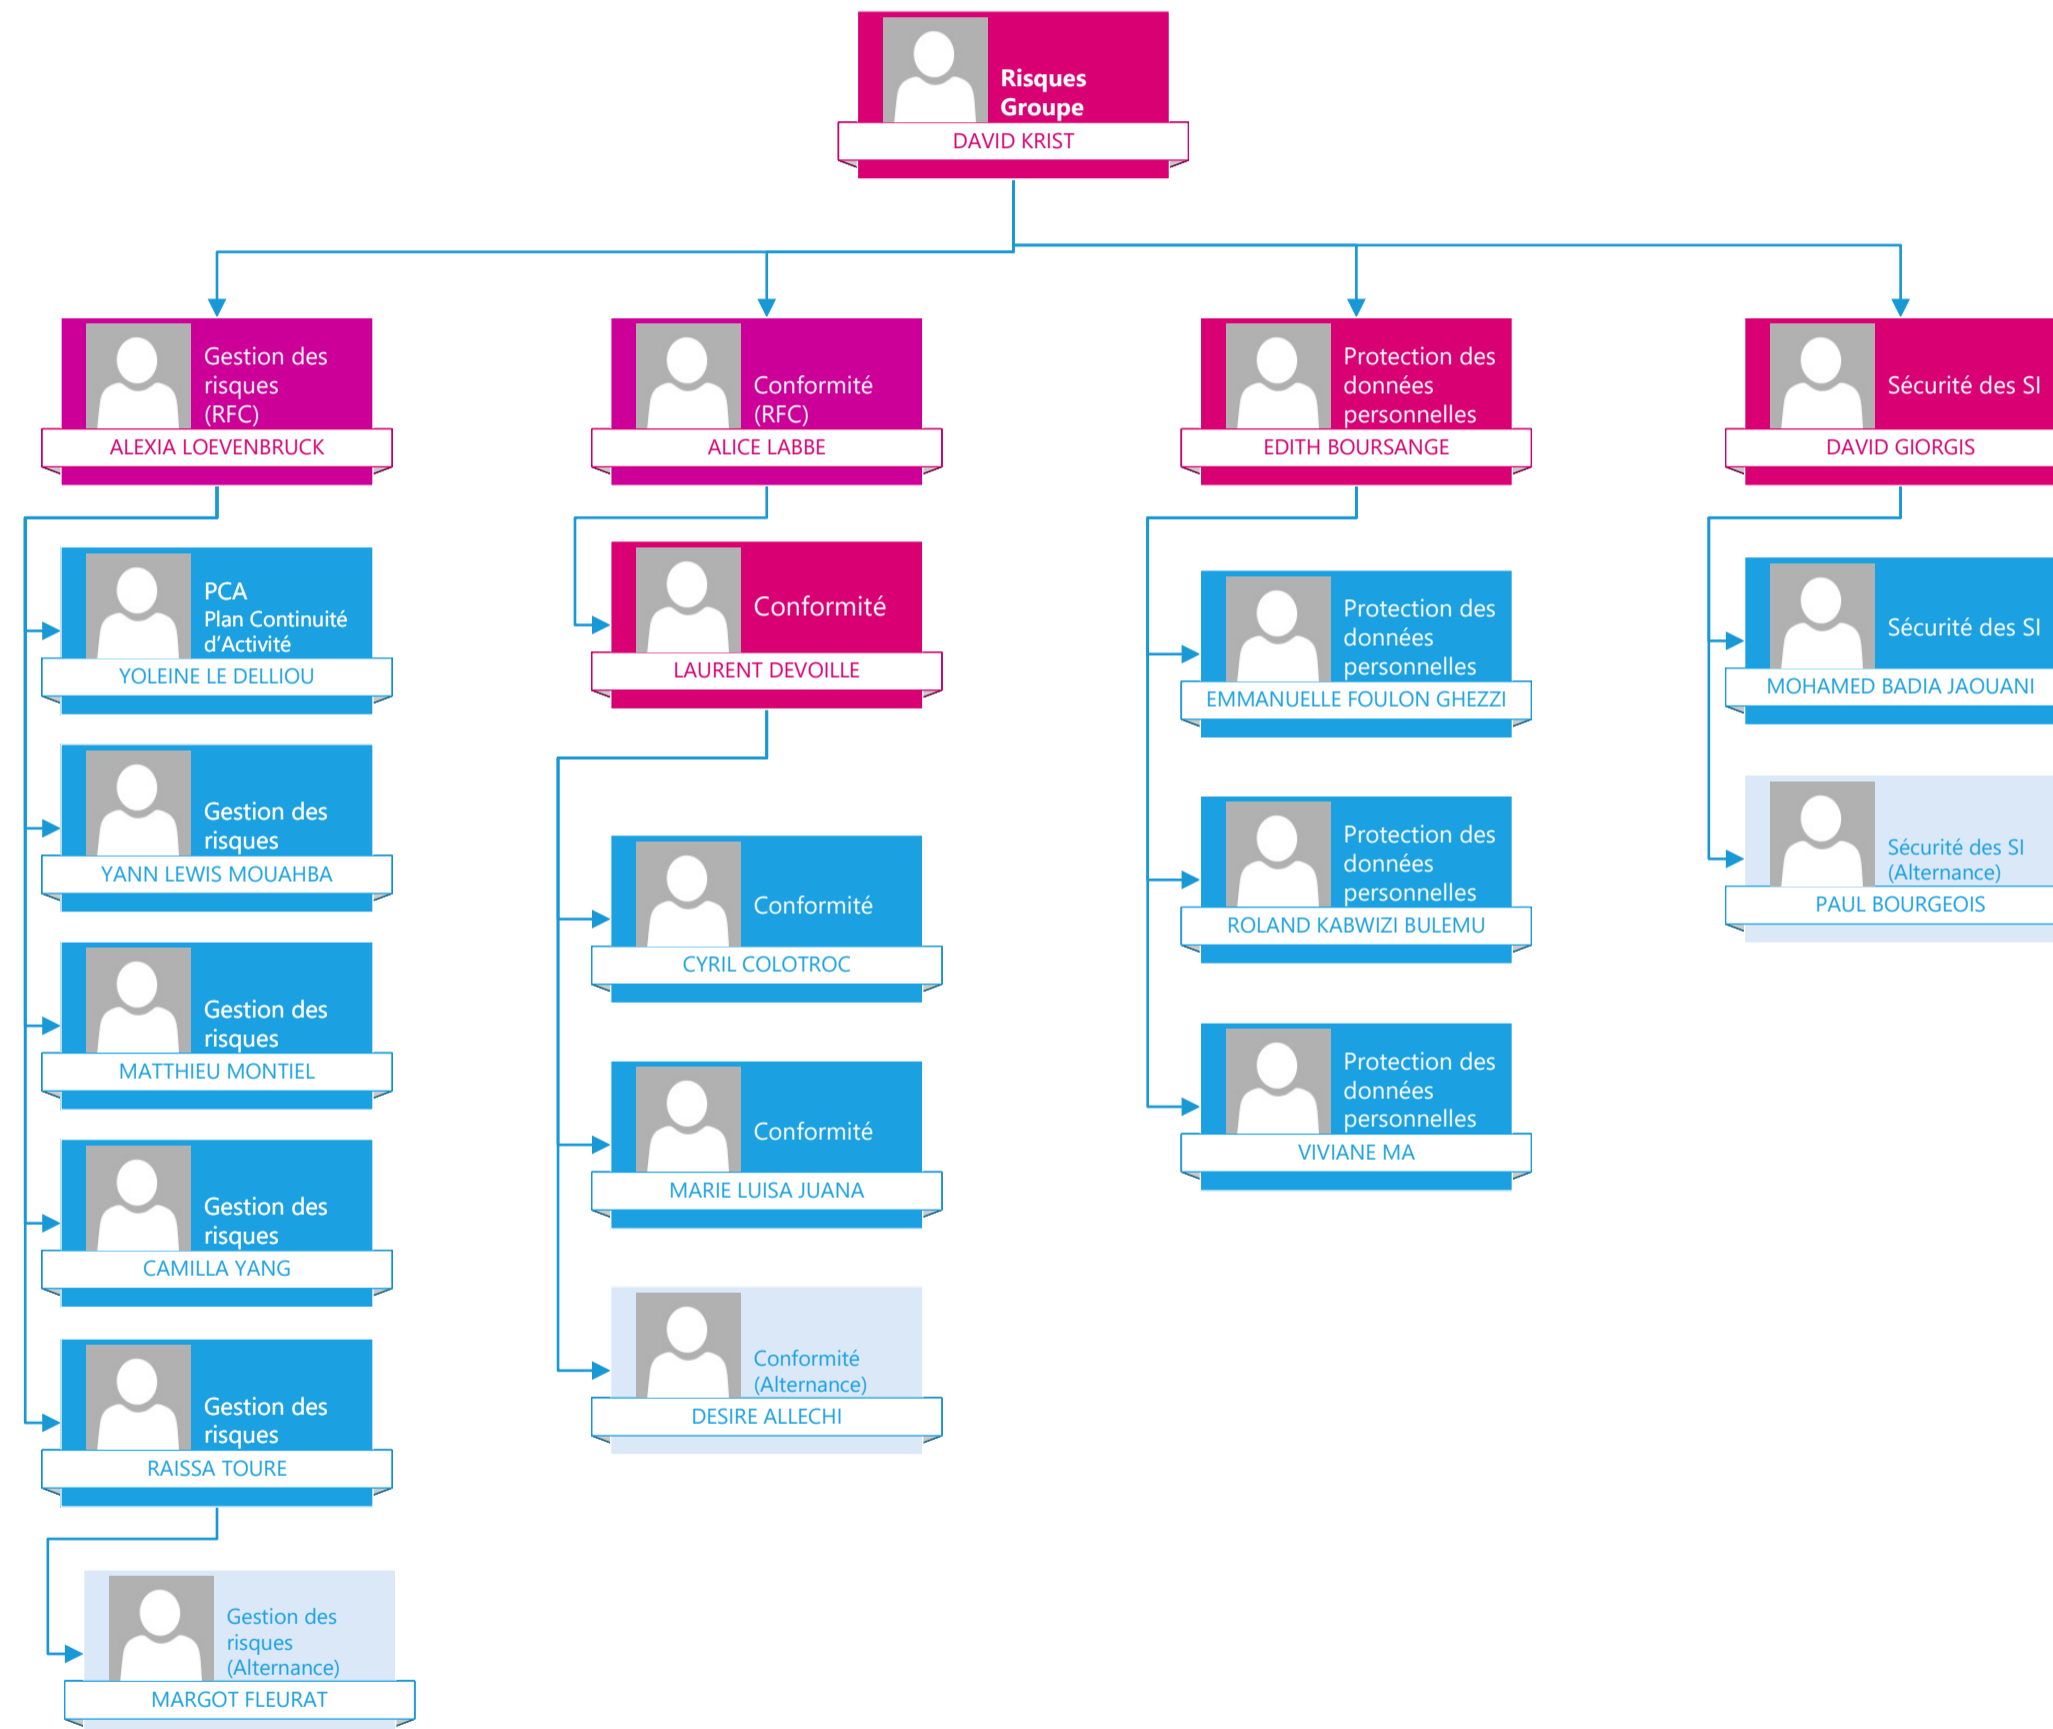 Risques
Groupe
DAVID KRIST
Gestion des
risques
(RFC)
ALEXIA LOEVENBRUCK
Conformité
(RFC)
ALICE LABBE
Protection des
données
personnelles
EDITH BOURSANGE
Sécurité des SI
DAVID GIORGIS
PCA
Plan Continuité
d'Activité
YOLEINE LE DELLIOU
Gestion des
risques
YANN LEWIS MOUAHBA
Gestion des
risques
MATTHIEU MONTIEL
Gestion des
risques
CAMILLA YANG
Gestion des
risques
RAISSA TOURE
Gestion des
risques
(Alternance)
MARGOT FLEURAT
Conformité
LAURENT DEVOILLE
Conformité
CYRIL COLOTROC
Conformité
MARIE LUISA JUANA
Conformité
(Alternance)
DESIRE ALLECHI
Protection des
données
personnelles
EMMANUELLE FOULON GHEZZI
Protection des
données
personnelles
ROLAND KABWIZI BULEMU
Protection des
données
personnelles
VIVIANE MA
Sécurité des SI
MOHAMED BADIA JAOUANI
Sécurité des SI
(Alternance)
PAUL BOURGEOIS